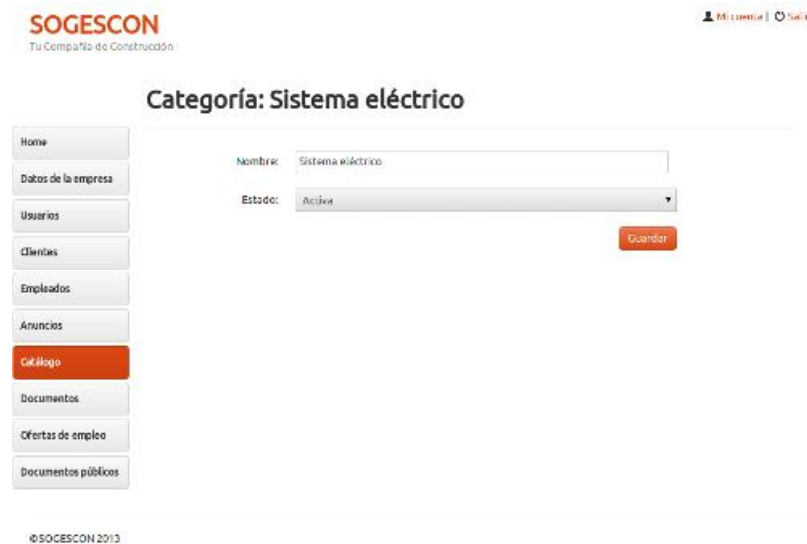 SOGESCON
Tu Compañía de Construcción
Mi cuenta | Salir
Categoría: Sistema eléctrico
Home
Datos de la empresa
Usuarios
Clientes
Empleados
Anuncios
Catálogo
Documentos
Ofertas de empleo
Documentos públicos
Nombre: Sistema eléctrico
Estado: Activa
Guardar
©SOGESCON 2013